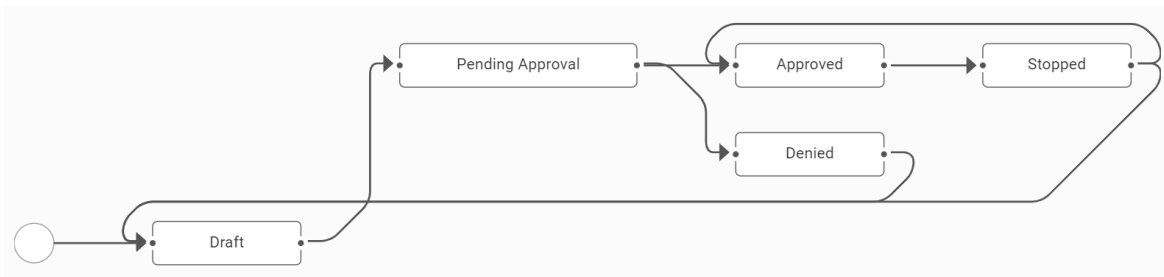 Pending Approval
Approved
Stopped
Denied
Draft